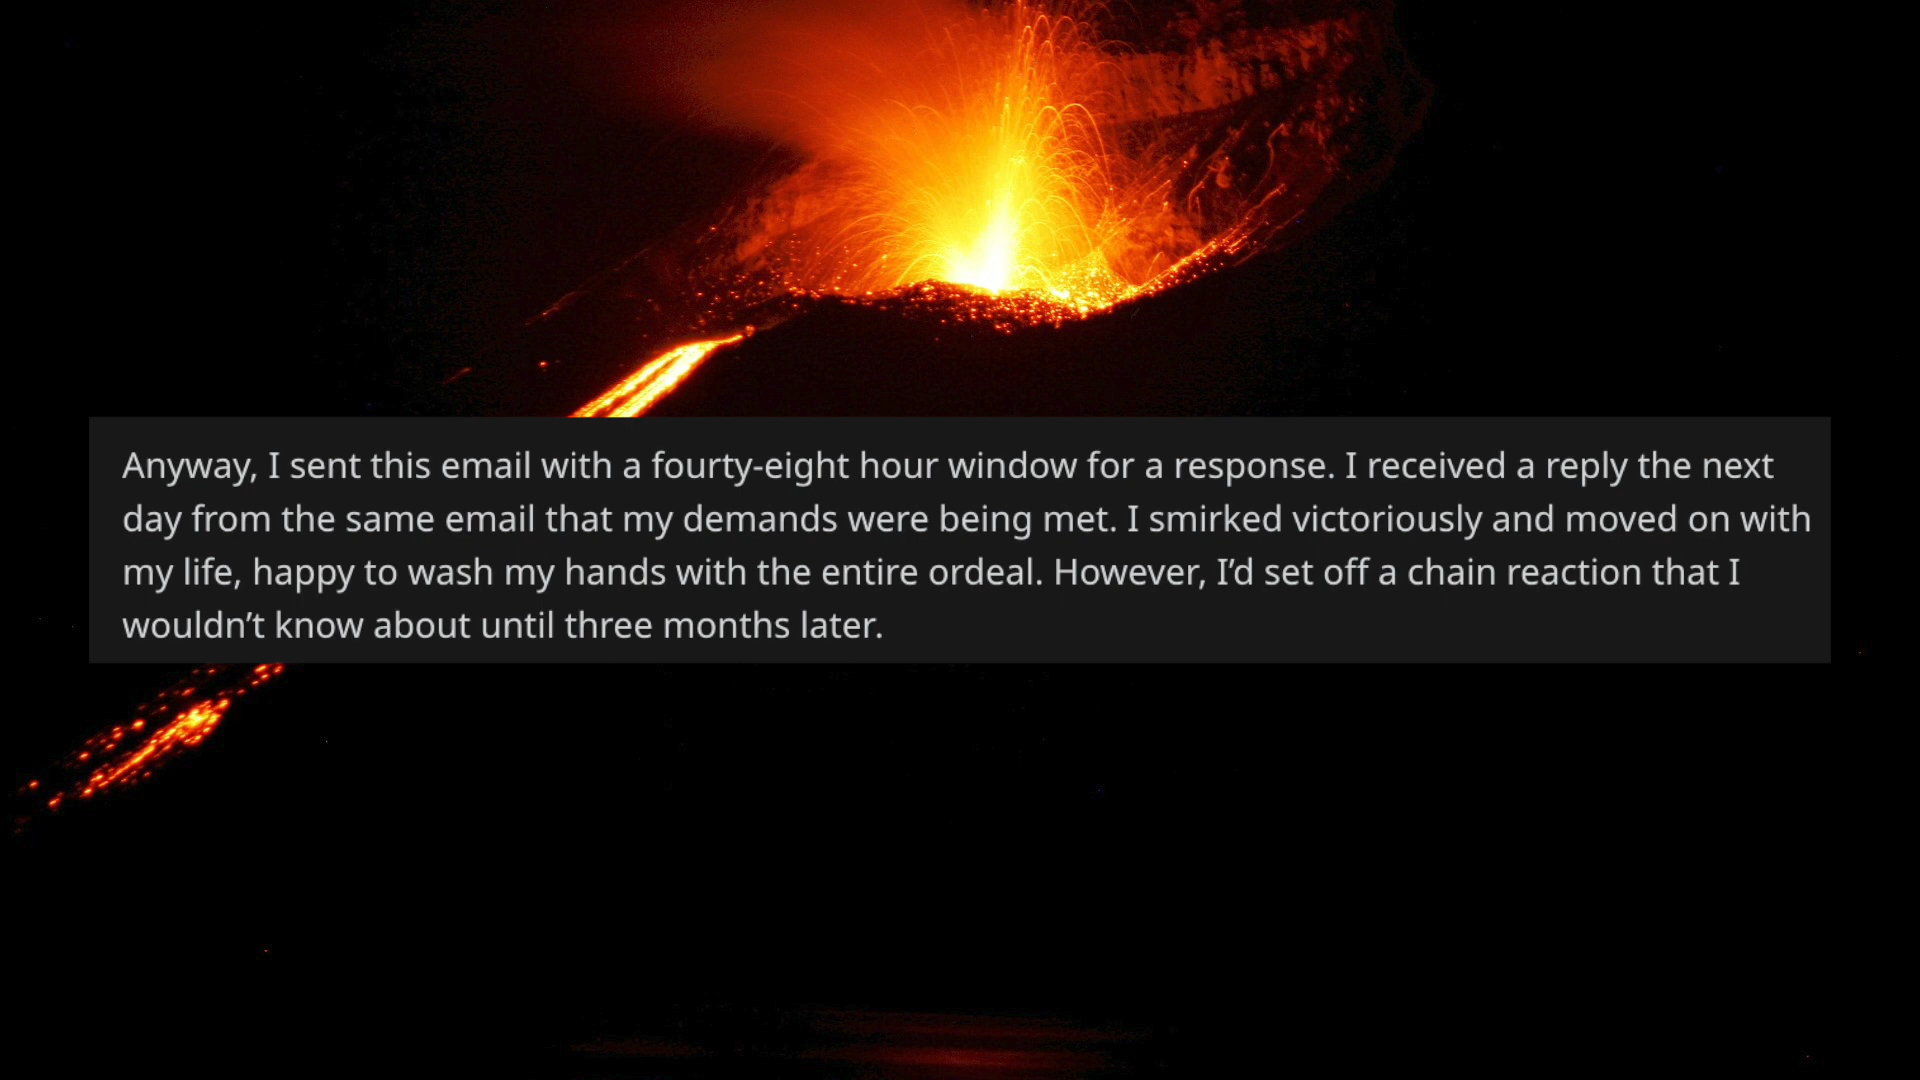 Anyway, I sent this email with a fourty-eight hour window for a response. I received a reply the next
day from the same email that my demands were being met. I smirked victoriously and moved on with
my life, happy to wash my hands with the entire ordeal. However, I’d set off a chain reaction that I
wouldn’t know about until three months later.